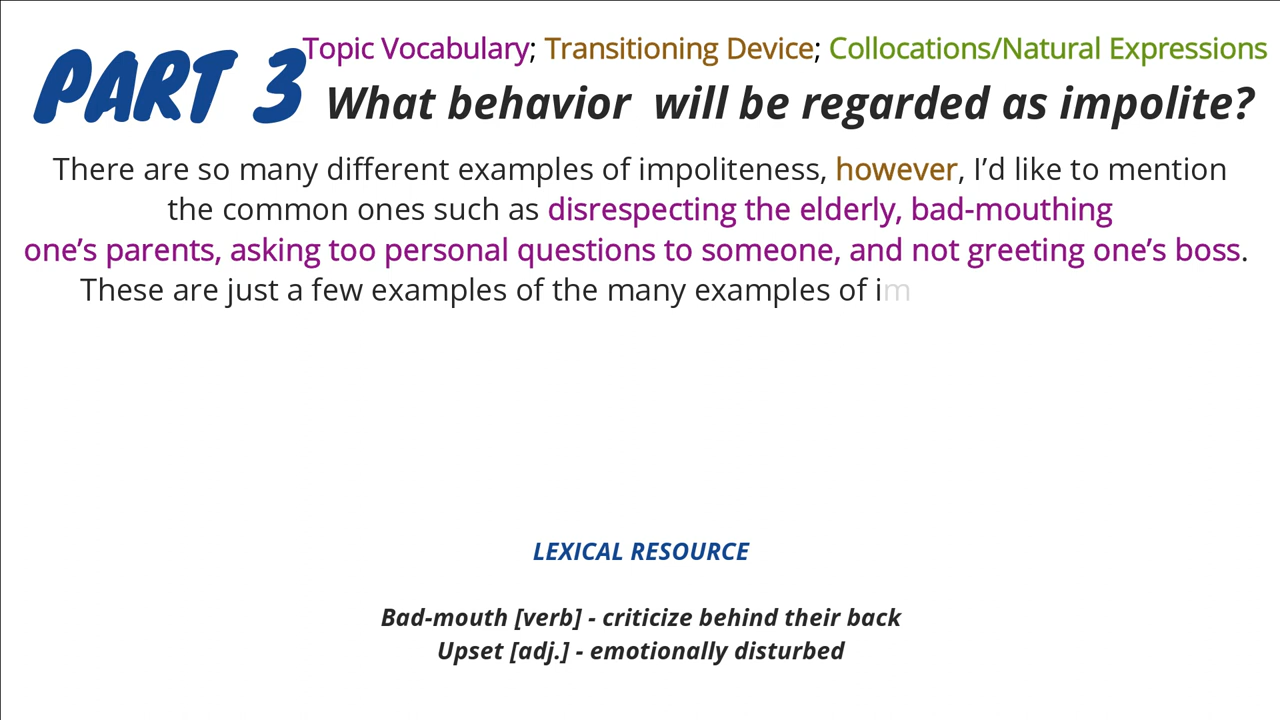 PART 3
Topic Vocabulary; Transitioning Device; Collocations/Natural Expressions
What behavior will be regarded as impolite?
There are so many different examples of impoliteness, however, I’d like to mention
the common ones such as disrespecting the elderly, bad-mouthing
one’s parents, asking too personal questions to someone, and not greeting one’s boss.
These are just a few examples of the many examples of im
LEXICAL RESOURCE
Bad-mouth [verb] - criticize behind their back
Upset [adj.] - emotionally disturbed